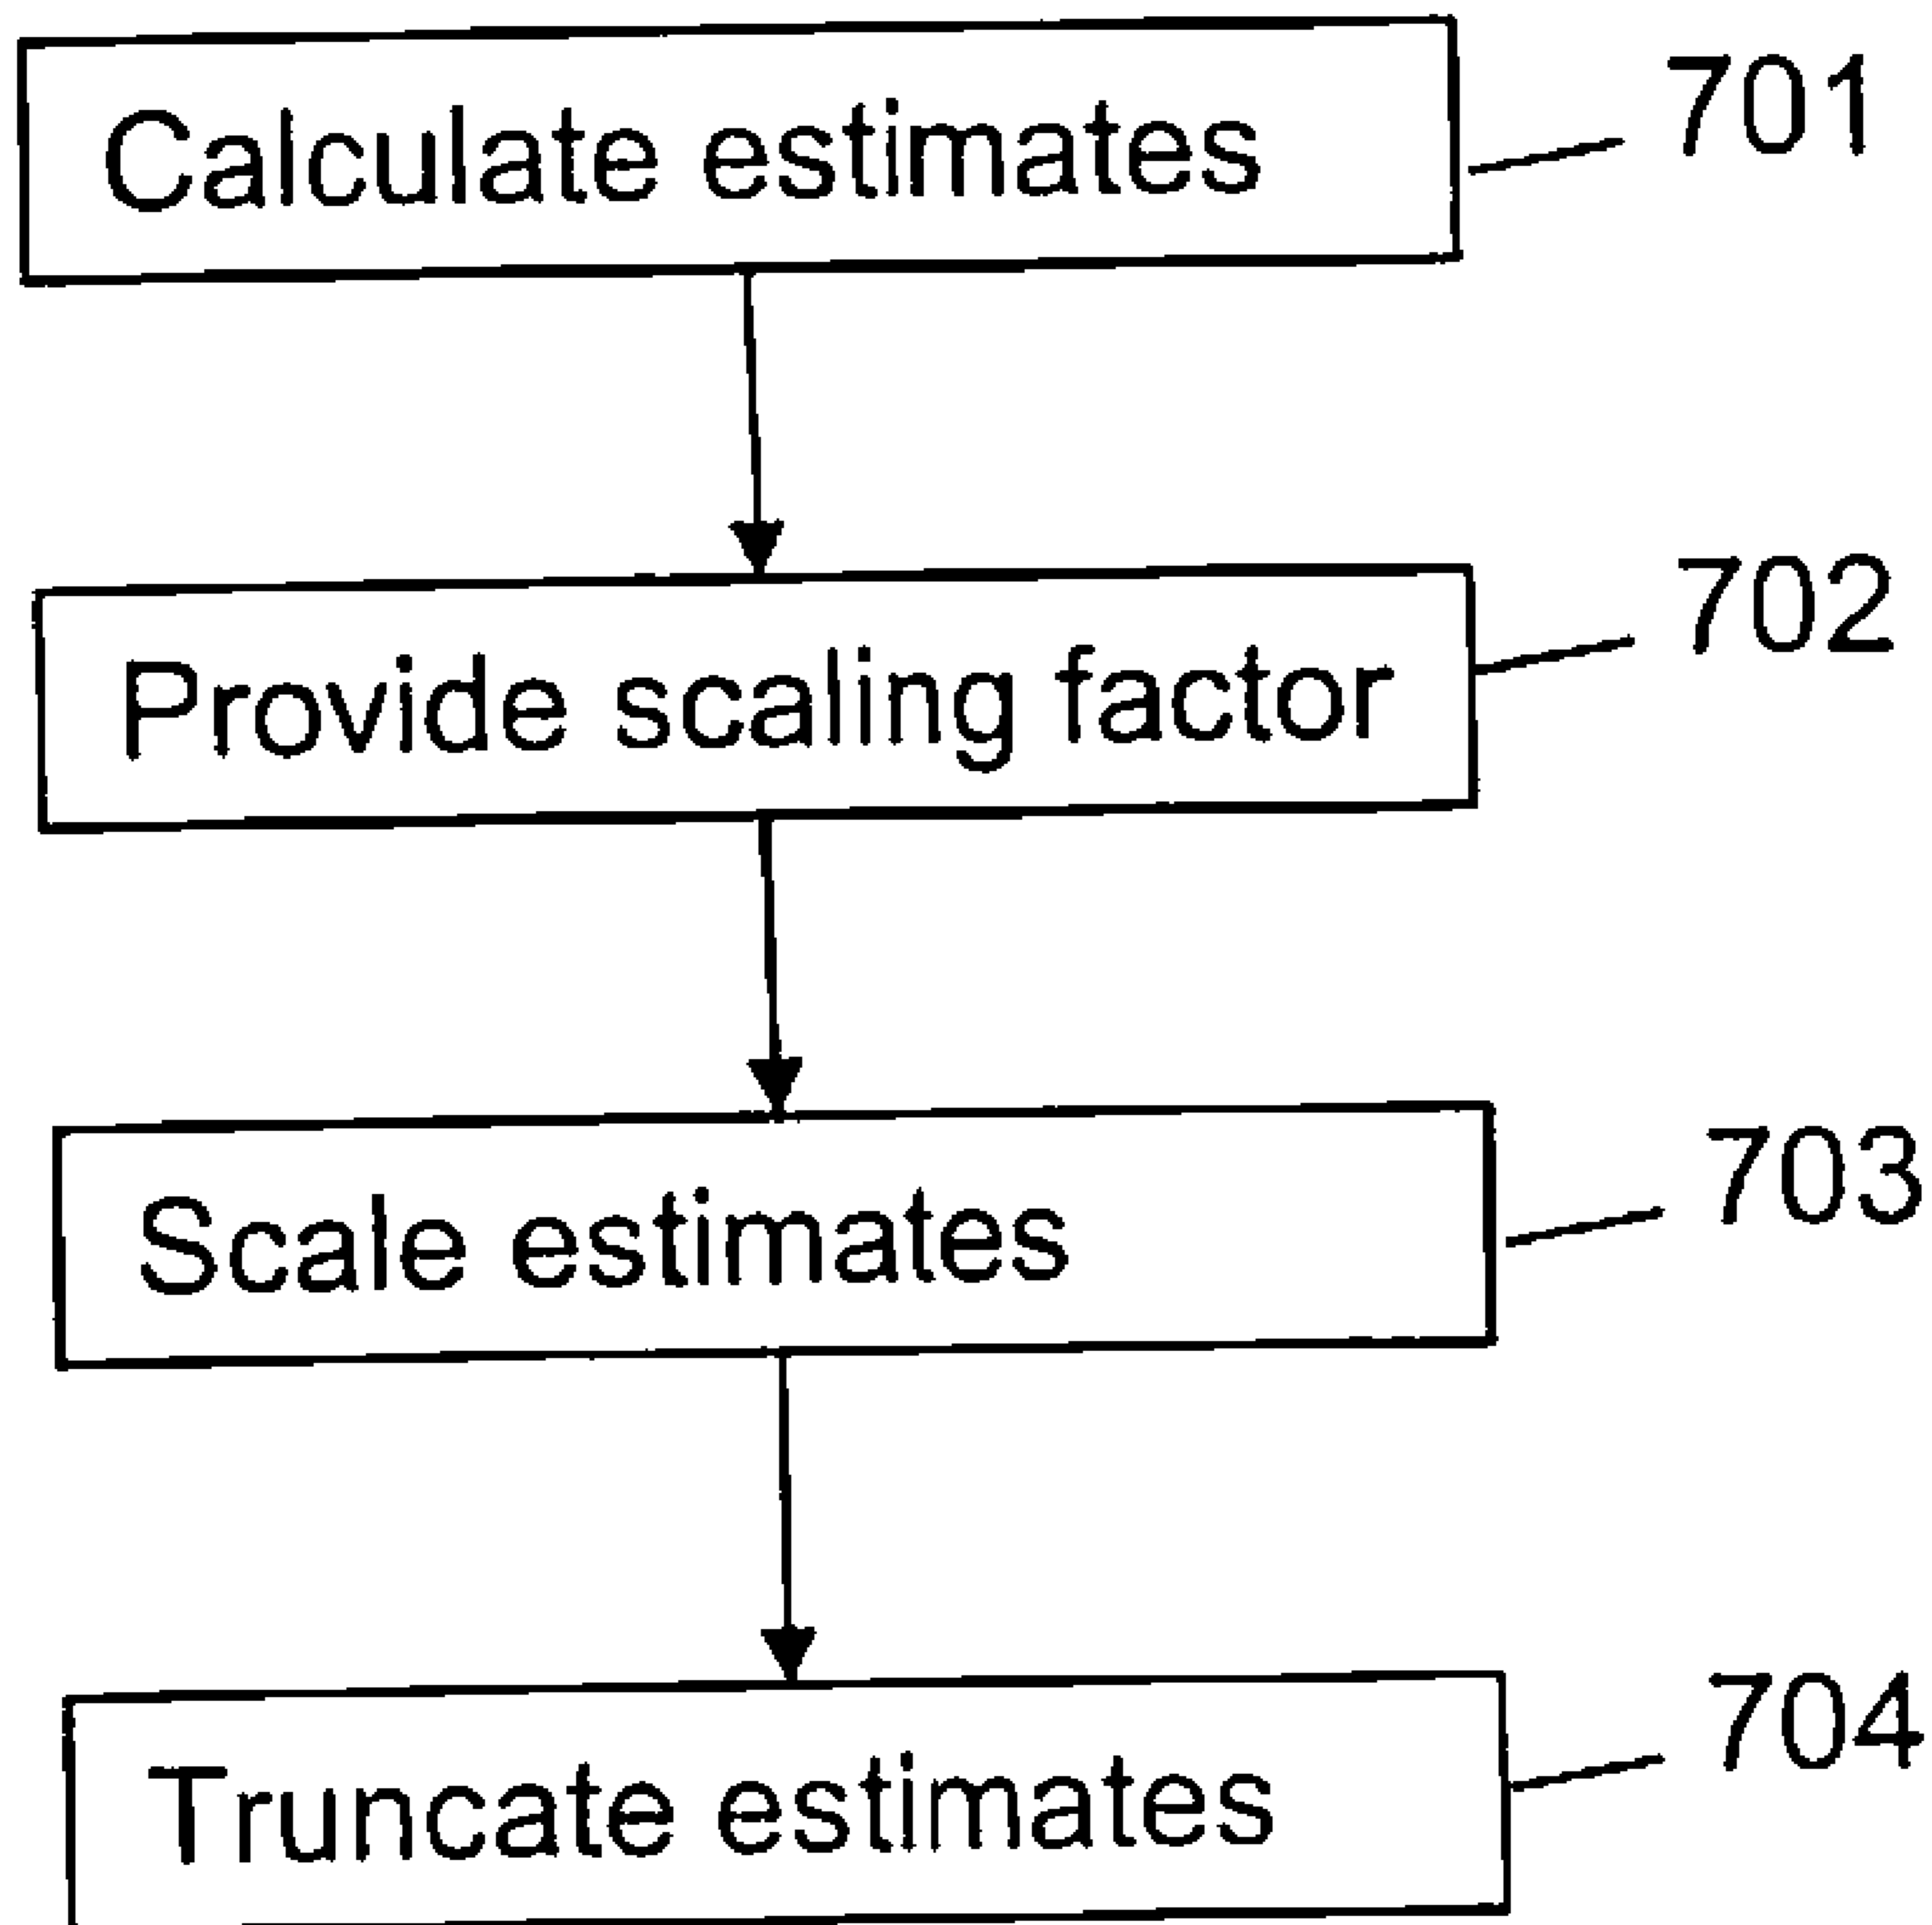 Calculate estimates
701
Provide scaling factor
702
Scale estimates
703
Truncate estimates
704